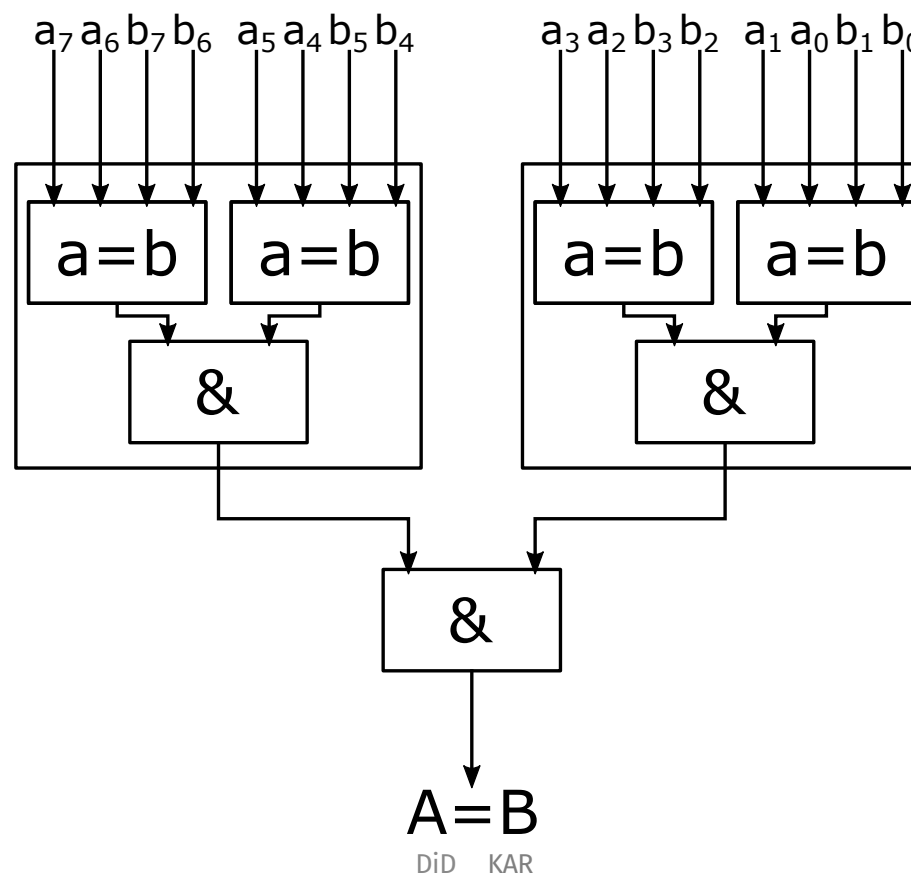 a₇ a₆ b₇ b₆ a₅ a₄ b₅ b₄ a₃ a₂ b₃ b₂ a₁ a₀ b₁ b₀
a=b a=b a=b a=b
& &
&
A=B
DiD KAR